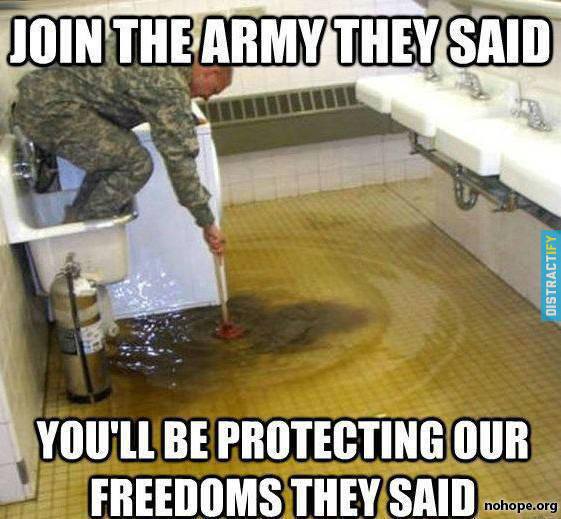 JOIN THE ARMY THEY SAID
DISTRACTIFY
YOU'LL BE PROTECTING OUR
FREEDOMS THEY SAID
nohope.org